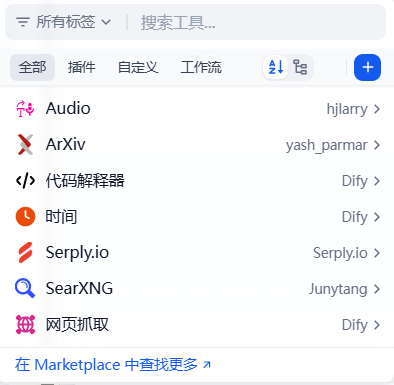 所有标签 搜索工具...
全部 插件 自定义 工作流
Audio hjlarry
ArXiv yash_parmar
代码解释器 Dify
时间 Dify
Serply.io Serply.io
SearXNG Junytang
网页抓取 Dify
在 Marketplace 中查找更多